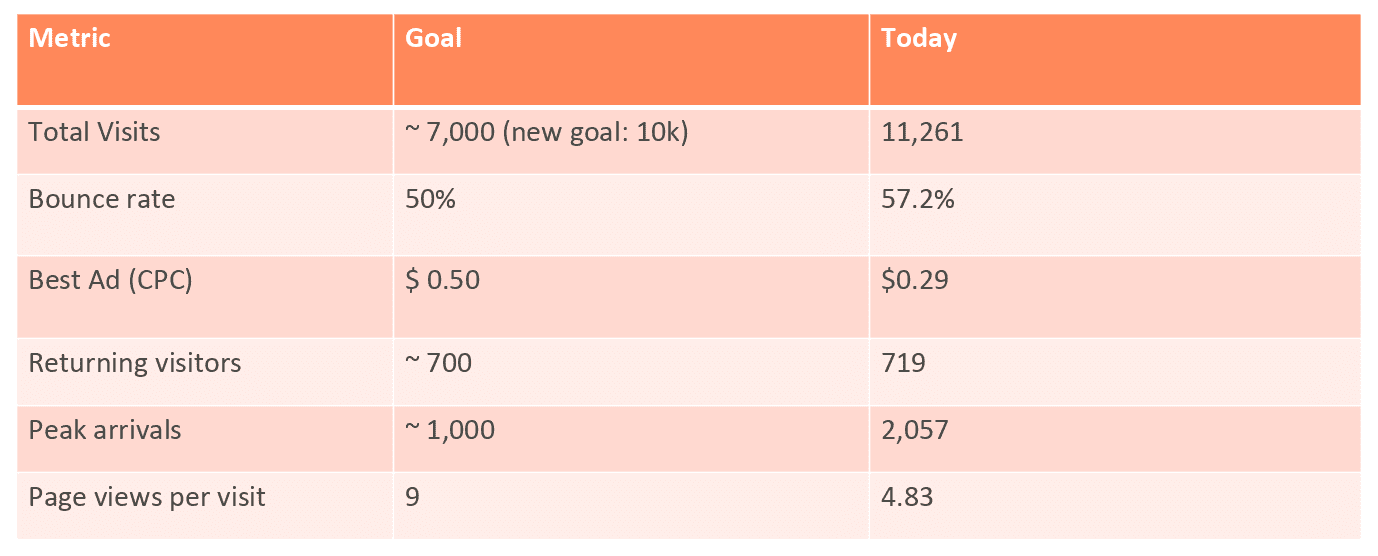 Metric Goal Today
Total Visits ~ 7,000 (new goal: 10k) 11,261
Bounce rate 50% 57.2%
Best Ad (CPC) $ 0.50 $0.29
Returning visitors ~ 700 719
Peak arrivals ~ 1,000 2,057
Page views per visit 9 4.83